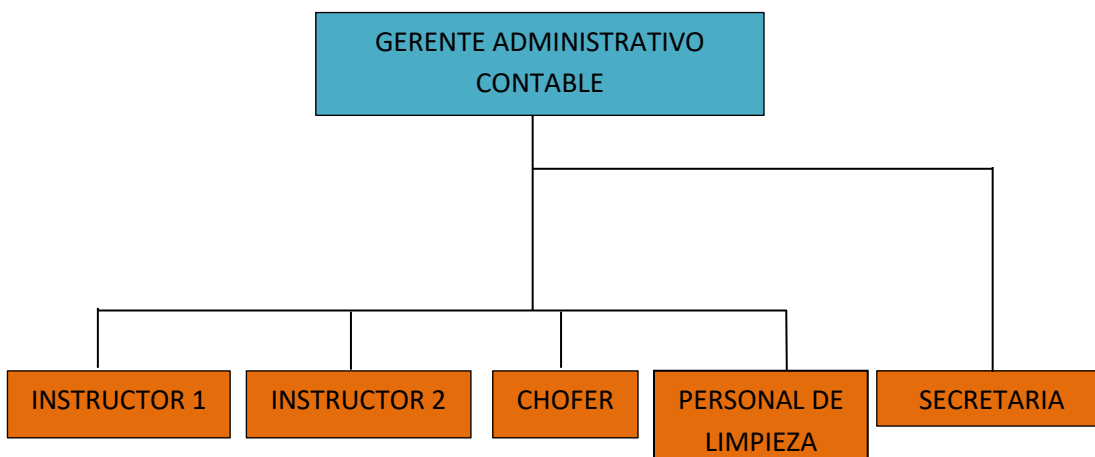 GERENTE ADMINISTRATIVO
CONTABLE
INSTRUCTOR 1
INSTRUCTOR 2
CHOFER
PERSONAL DE
LIMPIEZA
SECRETARIA